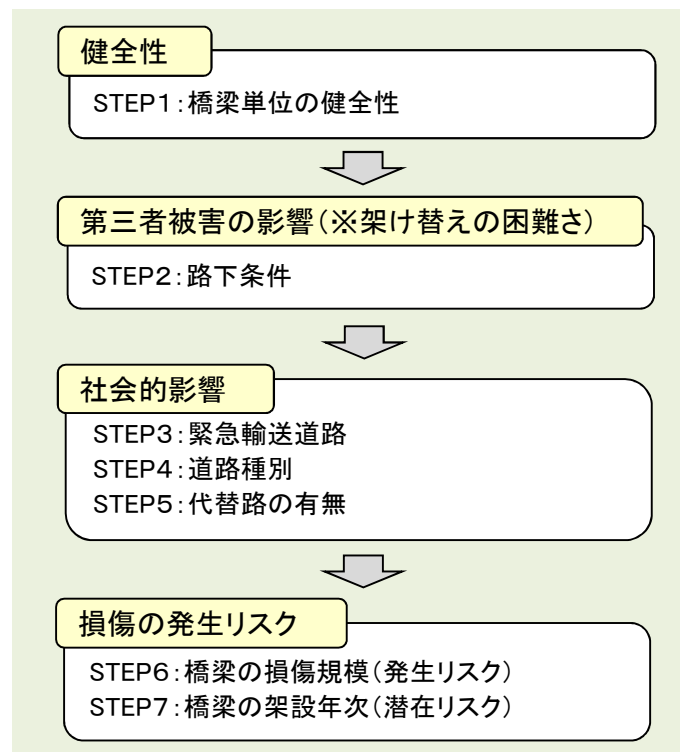 健全性
STEP1:橋梁単位の健全性
第三者被害の影響(※架け替えの困難さ)
STEP2:路下条件
社会的影響
STEP3:緊急輸送道路
STEP4:道路種別
STEP5:代替路の有無
損傷の発生リスク
STEP6:橋梁の損傷規模(発生リスク)
STEP7:橋梁の架設年次(潜在リスク)